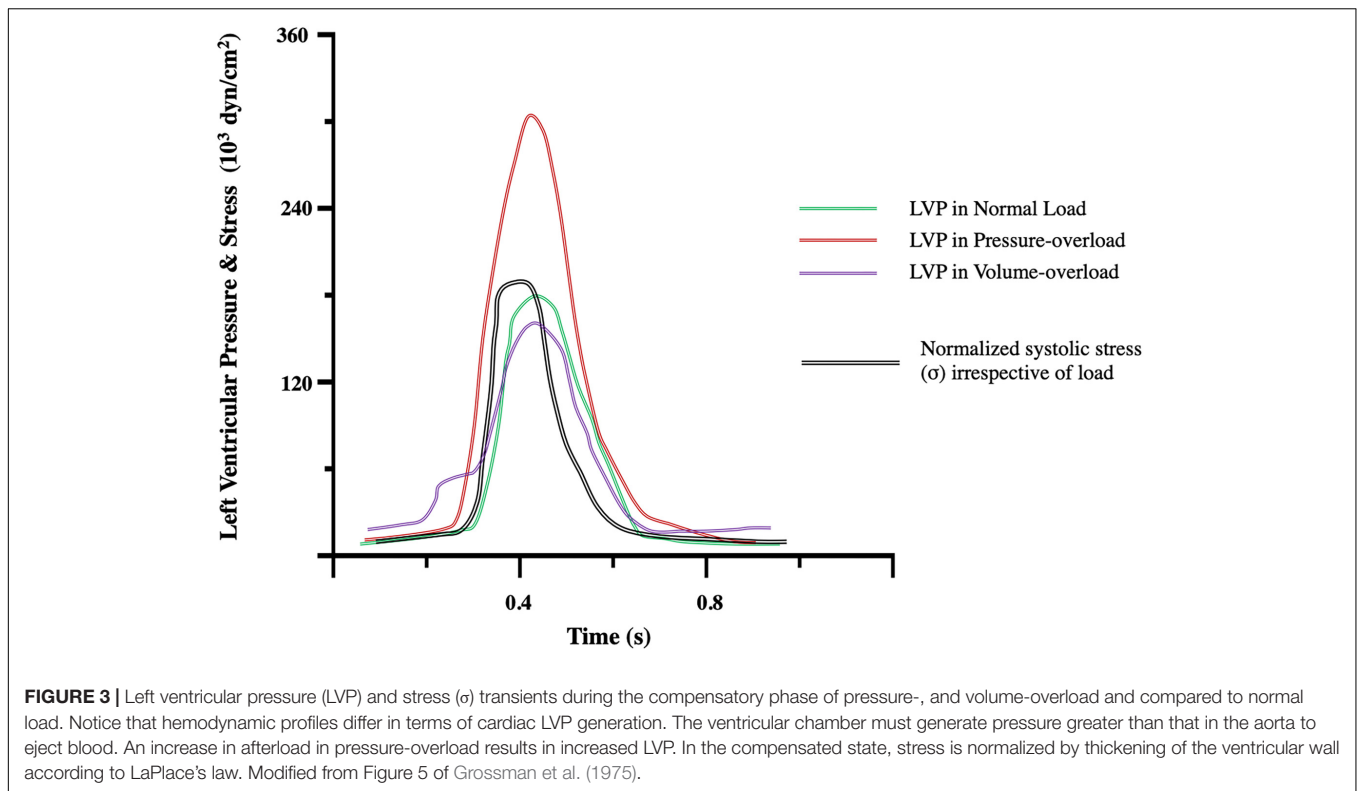 360
240
120
Left Ventricular Pressure & Stress (10³ dyn/cm²)
LVP in Normal Load
LVP in Pressure-overload
LVP in Volume-overload
Normalized systolic stress
(σ) irrespective of load
0.4 0.8
Time (s)
FIGURE 3 | Left ventricular pressure (LVP) and stress (σ) transients during the compensatory phase of pressure-, and volume-overload and compared to normal
load. Notice that hemodynamic profiles differ in terms of cardiac LVP generation. The ventricular chamber must generate pressure greater than that in the aorta to
eject blood. An increase in afterload in pressure-overload results in increased LVP. In the compensated state, stress is normalized by thickening of the ventricular wall
according to LaPlace's law. Modified from Figure 5 of Grossman et al. (1975).